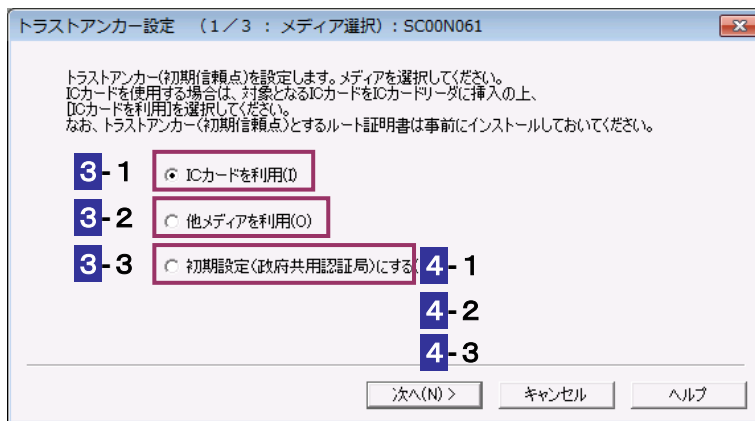 トラストアンカー設定 (1/3 : メディア選択) : SC00N061
トラストアンカー(初期信頼点)を設定します。メディアを選択してください。
ICカードを使用する場合は、対象となるICカードをICカードリーダに挿入の上、
[ICカードを利用]を選択してください。
なお、トラストアンカー(初期信頼点)とするルート証明書は事前にインストールしておいてください。
3-1 ICカードを利用(I)
3-2 他メディアを利用(O)
3-3 初期設定(政府共用認証局)にする( 4-1
4-2
4-3
次へ(N) > キャンセル ヘルプ